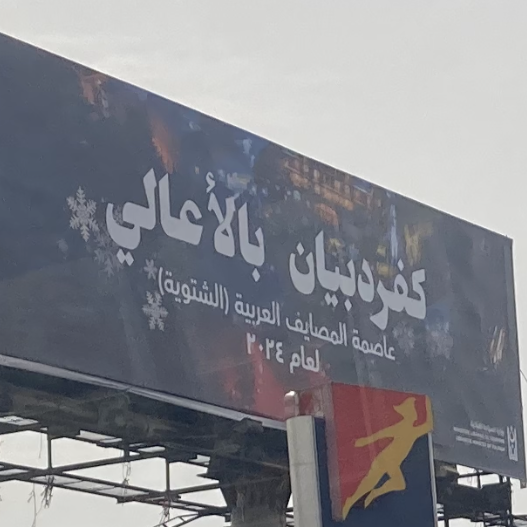 كفردبيان بالأعالي
عاصمة المصايف العربية (الشتوية)
لعام ٢٠٢٤